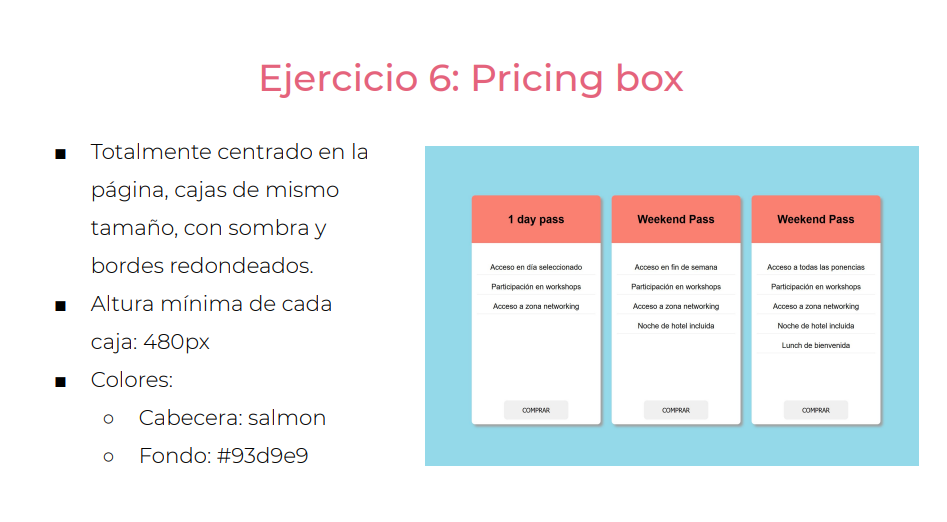 Ejercicio 6: Pricing box
■ Totalmente centrado en la
página, cajas de mismo
tamaño, con sombra y
bordes redondeados.
■ Altura mínima de cada
caja: 480px
■ Colores:
○ Cabecera: salmon
○ Fondo: #93d9e9
1 day pass
Acceso en día seleccionado
Participación en workshops
Acceso a zona networking
COMPRAR
Weekend Pass
Acceso en fin de semana
Participación en workshops
Acceso a zona networking
Noche de hotel incluida
COMPRAR
Weekend Pass
Acceso a todas las ponencias
Participación en workshops
Acceso a zona networking
Noche de hotel incluida
Lunch de bienvenida
COMPRAR